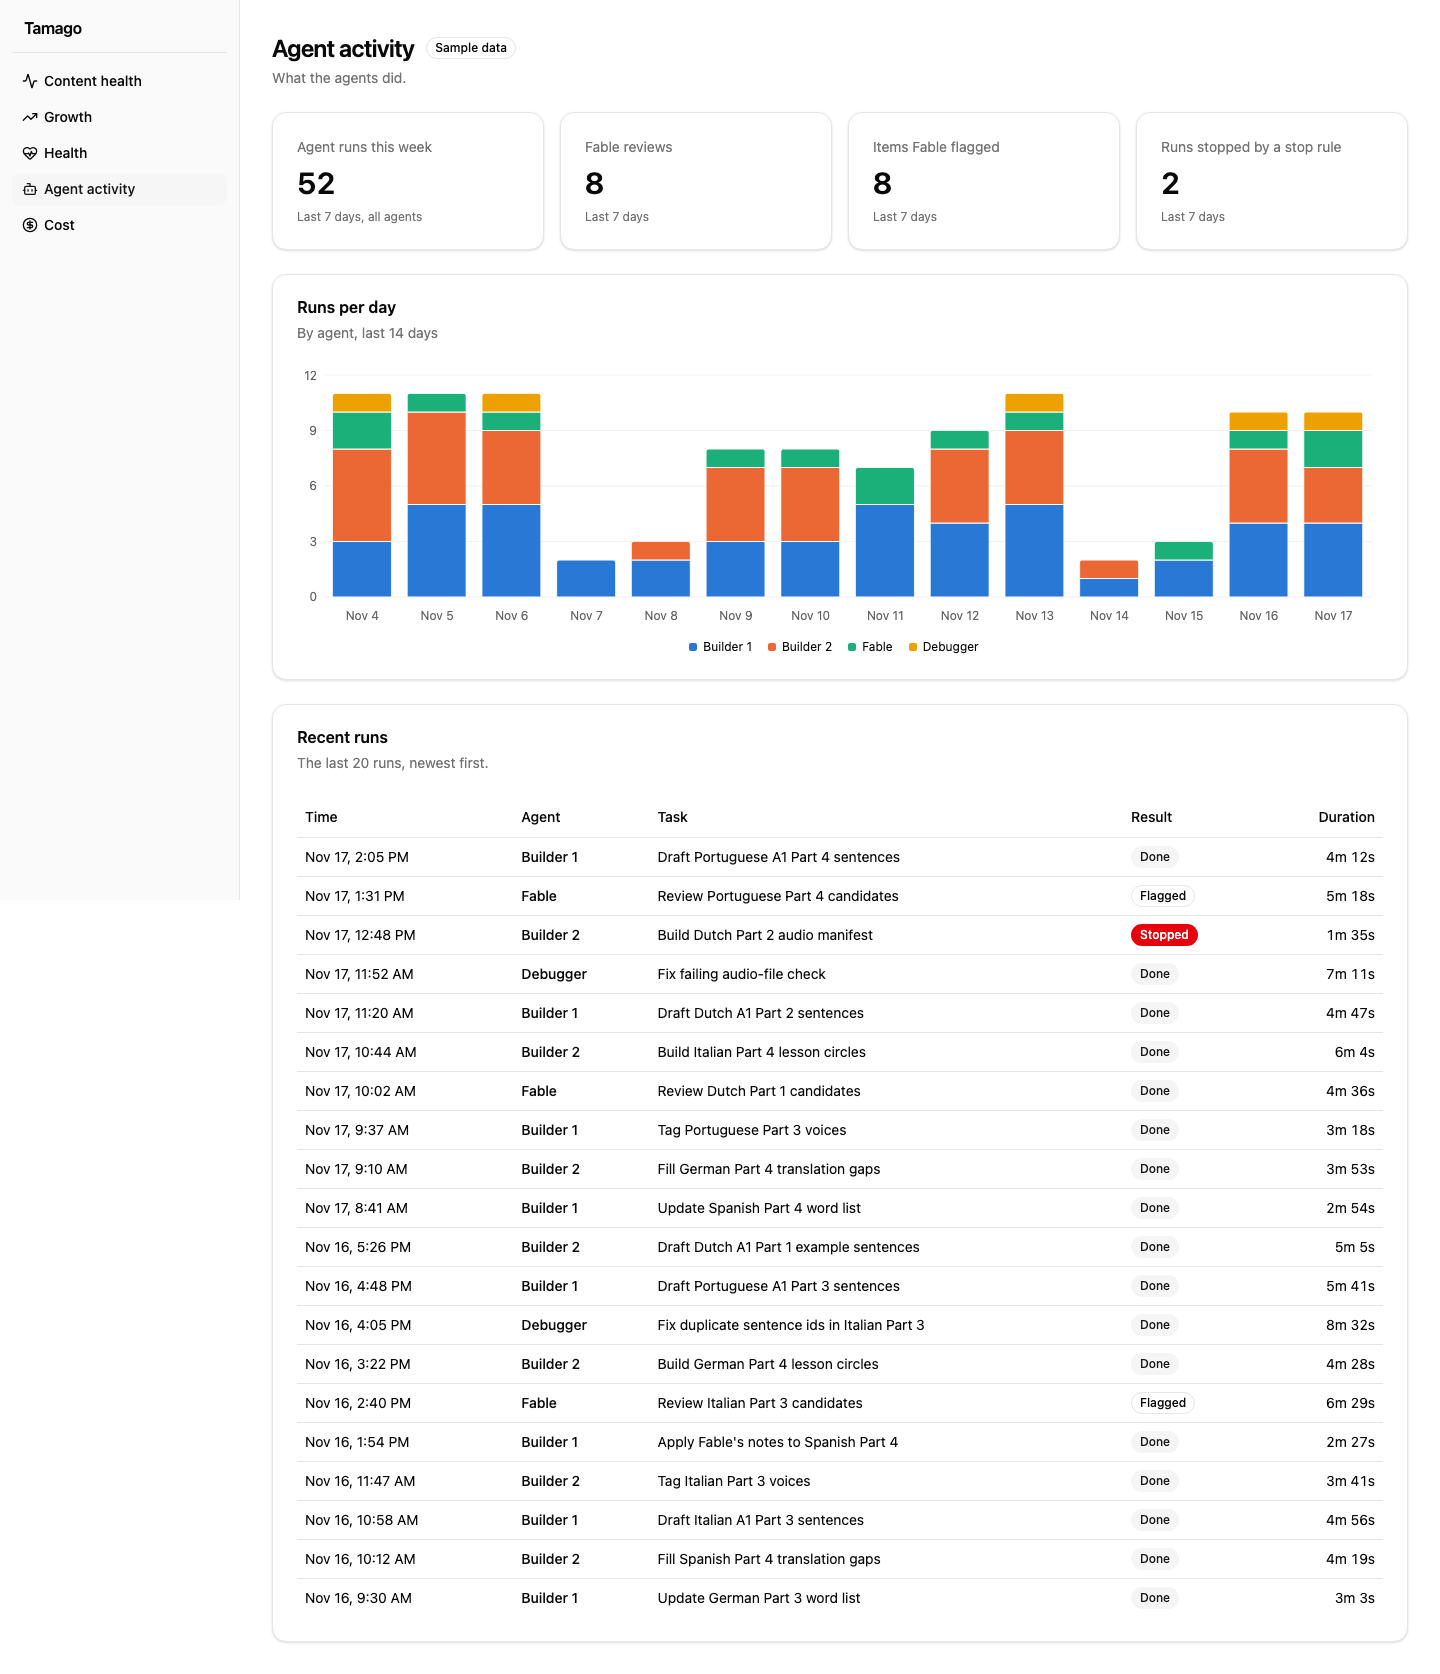 Tamago
Content health
Growth
Health
Agent activity
Cost
Agent activity Sample data
What the agents did.
Agent runs this week
52
Last 7 days, all agents
Fable reviews
8
Last 7 days
Items Fable flagged
8
Last 7 days
Runs stopped by a stop rule
2
Last 7 days
Runs per day
By agent, last 14 days
12
9
6
3
0
Nov 4 Nov 5 Nov 6 Nov 7 Nov 8 Nov 9 Nov 10 Nov 11 Nov 12 Nov 13 Nov 14 Nov 15 Nov 16 Nov 17
Builder 1 Builder 2 Fable Debugger
Recent runs
The last 20 runs, newest first.
Time Agent Task Result Duration
Nov 17, 2:05 PM Builder 1 Draft Portuguese A1 Part 4 sentences Done 4m 12s
Nov 17, 1:31 PM Fable Review Portuguese Part 4 candidates Flagged 5m 18s
Nov 17, 12:48 PM Builder 2 Build Dutch Part 2 audio manifest Stopped 1m 35s
Nov 17, 11:52 AM Debugger Fix failing audio-file check Done 7m 11s
Nov 17, 11:20 AM Builder 1 Draft Dutch A1 Part 2 sentences Done 4m 47s
Nov 17, 10:44 AM Builder 2 Build Italian Part 4 lesson circles Done 6m 4s
Nov 17, 10:02 AM Fable Review Dutch Part 1 candidates Done 4m 36s
Nov 17, 9:37 AM Builder 1 Tag Portuguese Part 3 voices Done 3m 18s
Nov 17, 9:10 AM Builder 2 Fill German Part 4 translation gaps Done 3m 53s
Nov 17, 8:41 AM Builder 1 Update Spanish Part 4 word list Done 2m 54s
Nov 16, 5:26 PM Builder 2 Draft Dutch A1 Part 1 example sentences Done 5m 5s
Nov 16, 4:48 PM Builder 1 Draft Portuguese A1 Part 3 sentences Done 5m 41s
Nov 16, 4:05 PM Debugger Fix duplicate sentence ids in Italian Part 3 Done 8m 32s
Nov 16, 3:22 PM Builder 2 Build German Part 4 lesson circles Done 4m 28s
Nov 16, 2:40 PM Fable Review Italian Part 3 candidates Flagged 6m 29s
Nov 16, 1:54 PM Builder 1 Apply Fable's notes to Spanish Part 4 Done 2m 27s
Nov 16, 11:47 AM Builder 2 Tag Italian Part 3 voices Done 3m 41s
Nov 16, 10:58 AM Builder 1 Draft Italian A1 Part 3 sentences Done 4m 56s
Nov 16, 10:12 AM Builder 2 Fill Spanish Part 4 translation gaps Done 4m 19s
Nov 16, 9:30 AM Builder 1 Update German Part 3 word list Done 3m 3s